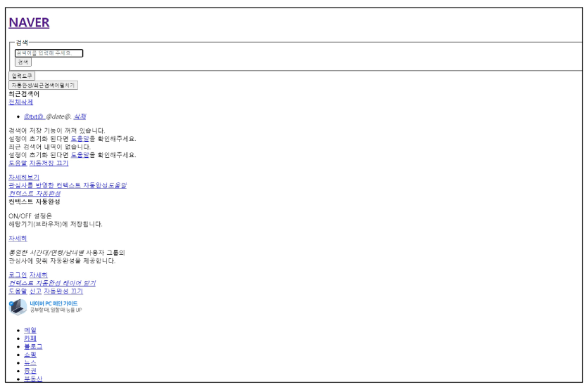 NAVER
검색
검색어를 입력해 주세요.
검색
입력도구
자동완성/최근검색어펼치기
최근검색어
전체삭제
@txt@ @date@. 삭제
검색어 저장 기능이 꺼져 있습니다.
설정이 초기화 된다면 도움말을 확인해주세요.
최근 검색어 내역이 없습니다.
설정이 초기화 된다면 도움말을 확인해주세요.
도움말 자동저장 끄기
자세히보기
관심사를 반영한 컨텍스트 자동완성도움말
컨텍스트 자동완성
컨텍스트 자동완성
ON/OFF 설정은
해당기기(브라우저)에 저장됩니다.
자세히
동일한 시간대/연령/남녀별 사용자 그룹의
관심사에 맞춰 자동완성을 제공합니다.
로그인 자세히
컨텍스트 자동완성 레이어 닫기
도움말 신고 자동완성 끄기
네이버 PC 메인 가이드
공부할 때, 일할 때 능률 UP
메일
카페
블로그
쇼핑
뉴스
증권
부동산